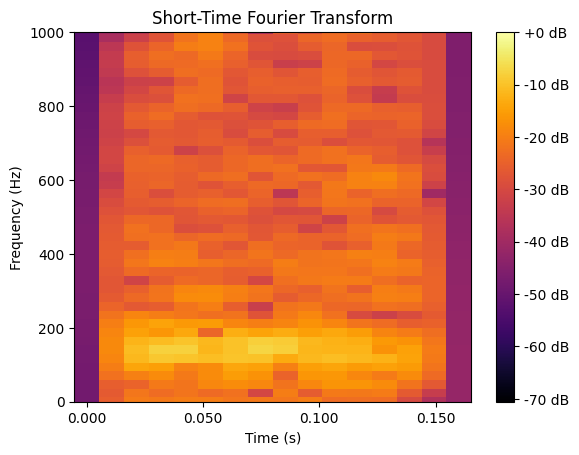 Short-Time Fourier Transform
Frequency (Hz)
1000
800
600
400
200
0
0.000
0.050
0.100
0.150
Time (s)
+0 dB
-10 dB
-20 dB
-30 dB
-40 dB
-50 dB
-60 dB
-70 dB